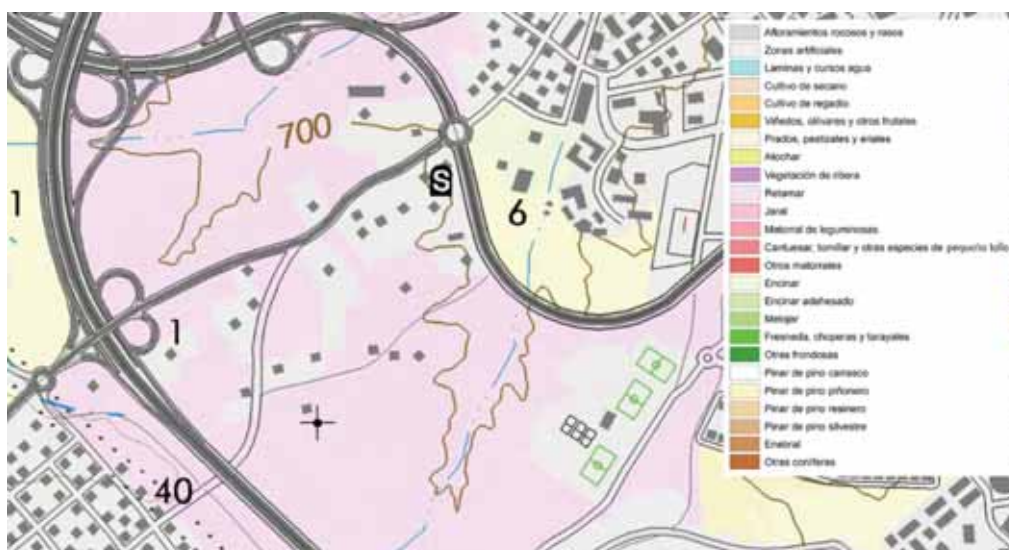 700
1
S
6
1
40
Afloramientos rocosos y rasos
Zonas artificiales
Laminas y cursos agua
Cultivo de secano
Cultivo de regadío
Viñedos, olivares y otros frutales
Prados, pastizales y eriales
Atochar
Vegetación de ribera
Retamar
Jaral
Matorral de leguminosas
Cantuesar, tomillar y otras especies de pequeño
Otros matorrales
Encinar
Encinar adehesado
Melojar
Fresneda, choperas y tarayales
Otras frondosas
Pinar de pino carrasco
Pinar de pino piñonero
Pinar de pino resinero
Pinar de pino silvestre
Enebral
Otras coníferas